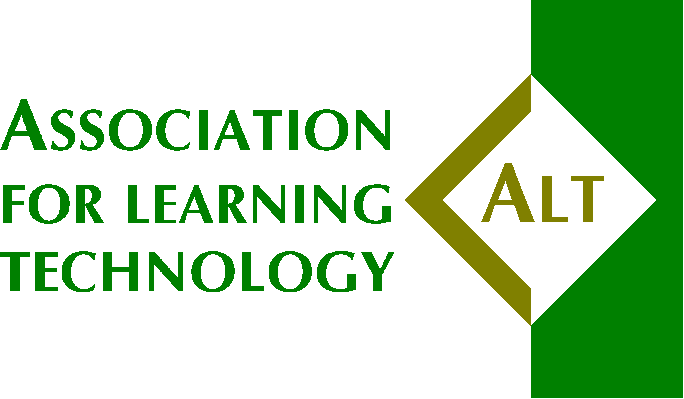 ASSOCIATION
FOR LEARNING
TECHNOLOGY
ALT